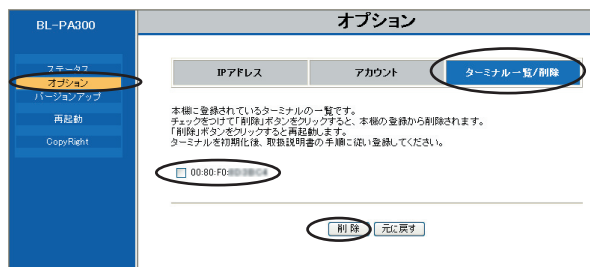 BL-PA300
オプション
ステータス
オプション
バージョンアップ
再起動
CopyRight
IPアドレス
アカウント
ターミナル一覧/削除
本機に登録されているターミナルの一覧です。
チェックをつけて「削除」ボタンをクリックすると、本機の登録から削除されます。
「削除」ボタンをクリックすると再起動します。
ターミナルを初期化後、取扱説明書の手順に従い登録してください。
00:80:F0:
削除
元に戻す